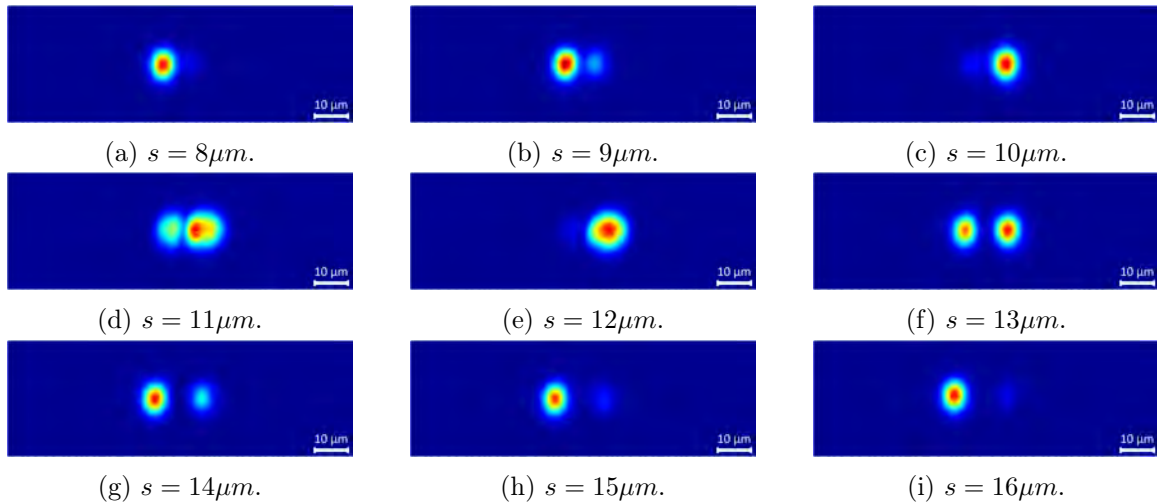 10 µm
10 µm
10 µm
(a) s = 8µm.
(b) s = 9µm.
(c) s = 10µm.
10 µm
10 µm
10 µm
(d) s = 11µm.
(e) s = 12µm.
(f) s = 13µm.
10 µm
10 µm
10 µm
(g) s = 14µm.
(h) s = 15µm.
(i) s = 16µm.